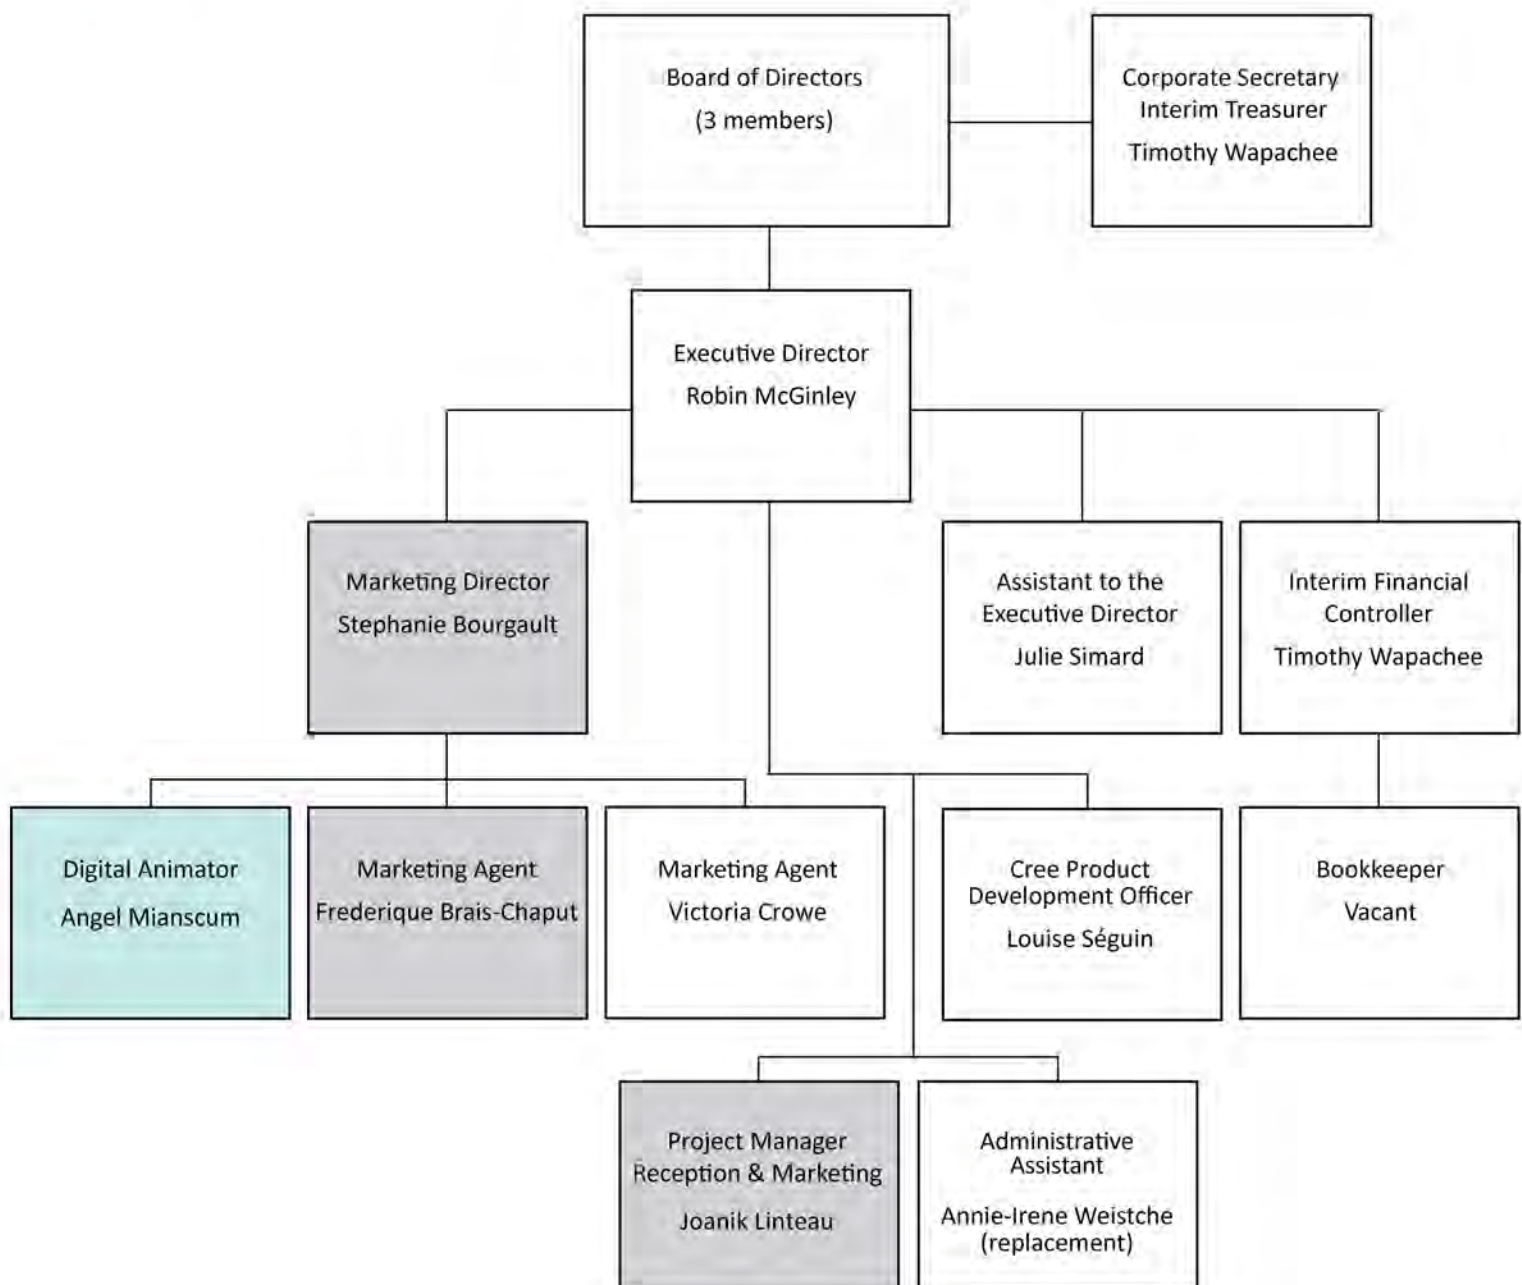 Board of Directors
(3 members)
Corporate Secretary
Interim Treasurer
Timothy Wapachee
Executive Director
Robin McGinley
Marketing Director
Stephanie Bourgault
Assistant to the
Executive Director
Julie Simard
Interim Financial
Controller
Timothy Wapachee
Digital Animator
Angel Mianscum
Marketing Agent
Frederique Brais-Chaput
Marketing Agent
Victoria Crowe
Cree Product
Development Officer
Louise Séguin
Bookkeeper
Vacant
Project Manager
Reception & Marketing
Joanik Linteau
Administrative
Assistant
Annie-Irene Weistche
(replacement)